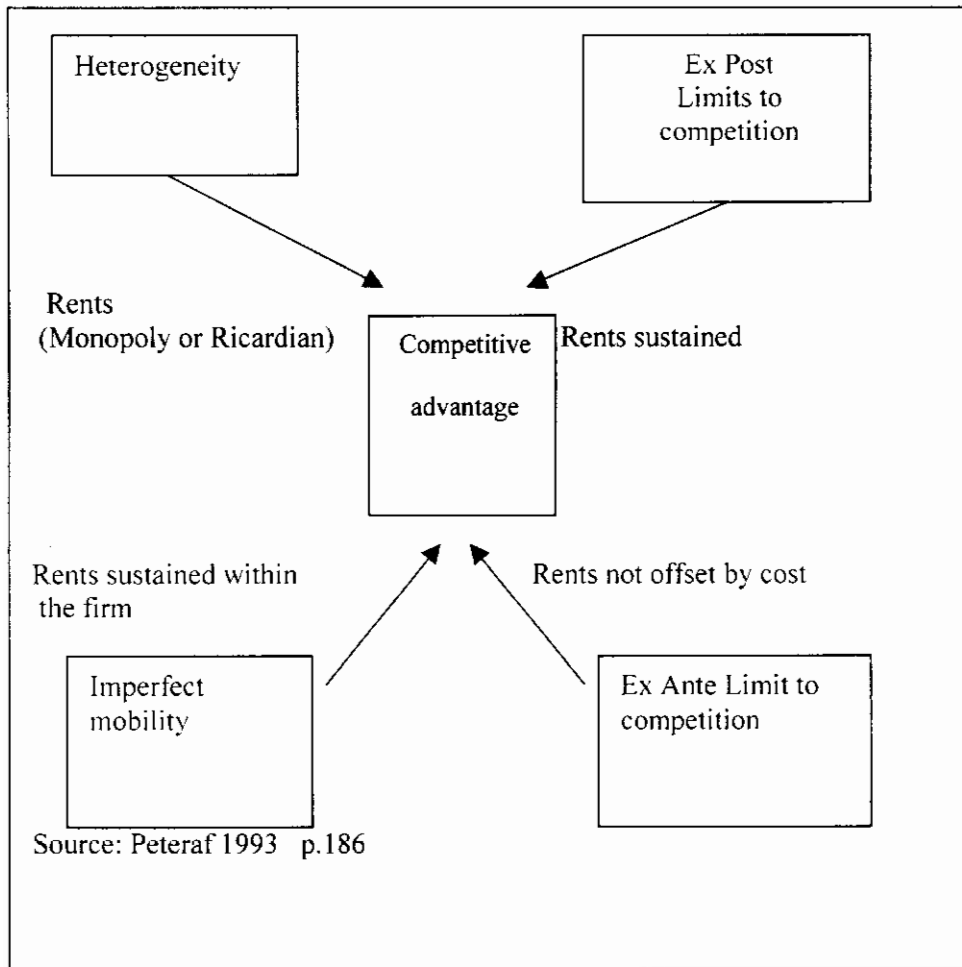 Heterogeneity
Ex Post
Limits to
competition
Rents
(Monopoly or Ricardian)
Competitive
advantage
Rents sustained
Rents sustained within
the firm
Rents not offset by cost
Imperfect
mobility
Ex Ante Limit to
competition
Source: Peteraf 1993 p.186